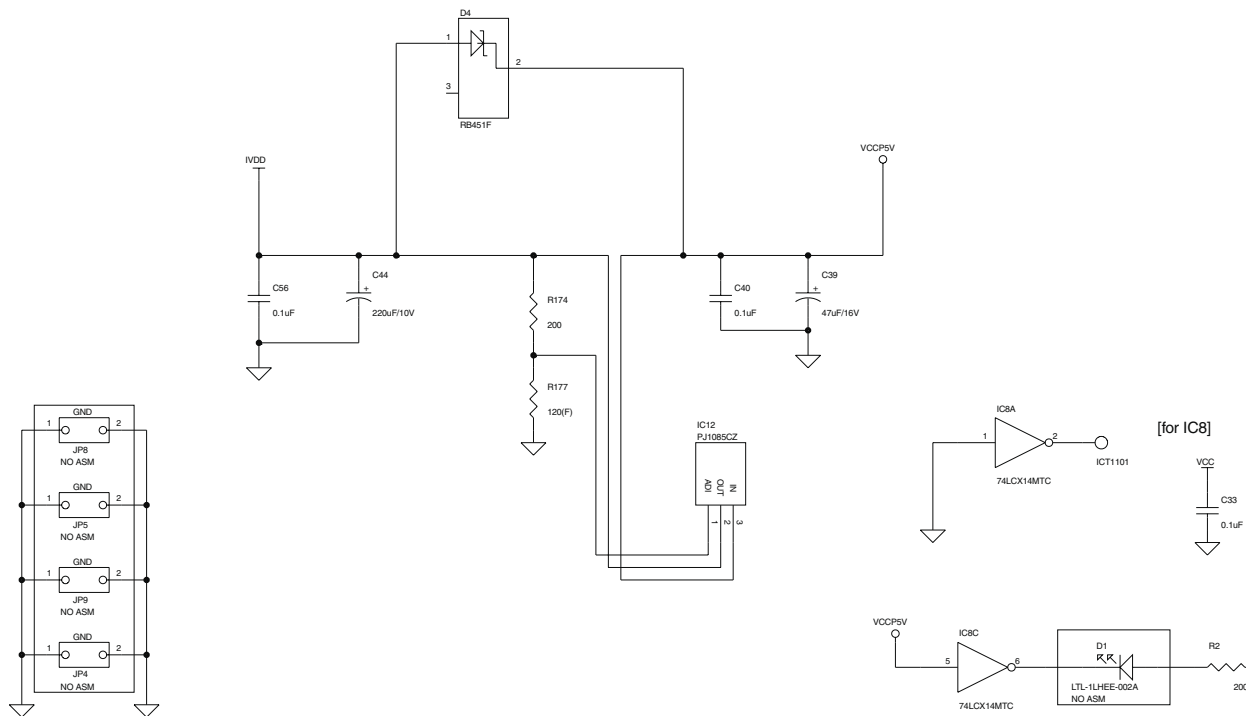 D4
1
2
3
RB451F
IVDD
VCCP5V
C56
0.1uF
C44
+
220uF/10V
R174
200
R177
120(F)
C40
0.1uF
C39
+
47uF/16V
IC12
PJ1085CZ
ADJ
OUT
IN
1
2
3
GND
1
2
JP8
NO ASM
GND
1
2
JP5
NO ASM
GND
1
2
JP9
NO ASM
GND
1
2
JP4
NO ASM
IC8A
1
2
74LCX14MTC
ICT1101
[for IC8]
VCC
C33
0.1uF
VCCP5V
IC8C
5
6
74LCX14MTC
D1
LTL-1LHEE-002A
NO ASM
R2